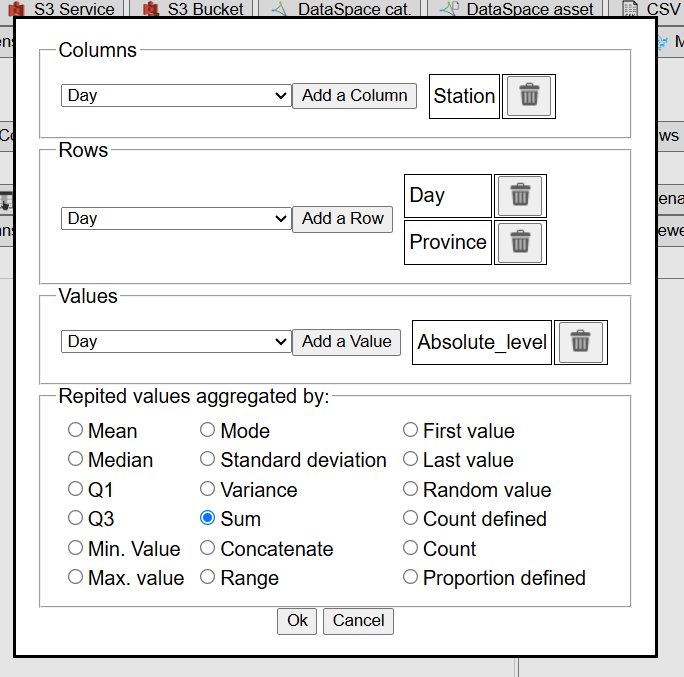 S3 Service S3 Bucket DataSpace cat. DataSpace asset CSV
Columns
Day Add a Column Station
Rows
Day Add a Row Day
Province
Values
Day Add a Value Absolute_level
Repited values aggregated by:
Mean Mode First value
Median Standard deviation Last value
Q1 Variance Random value
Q3 Sum Count defined
Min. Value Concatenate Count
Max. value Range Proportion defined
Ok Cancel